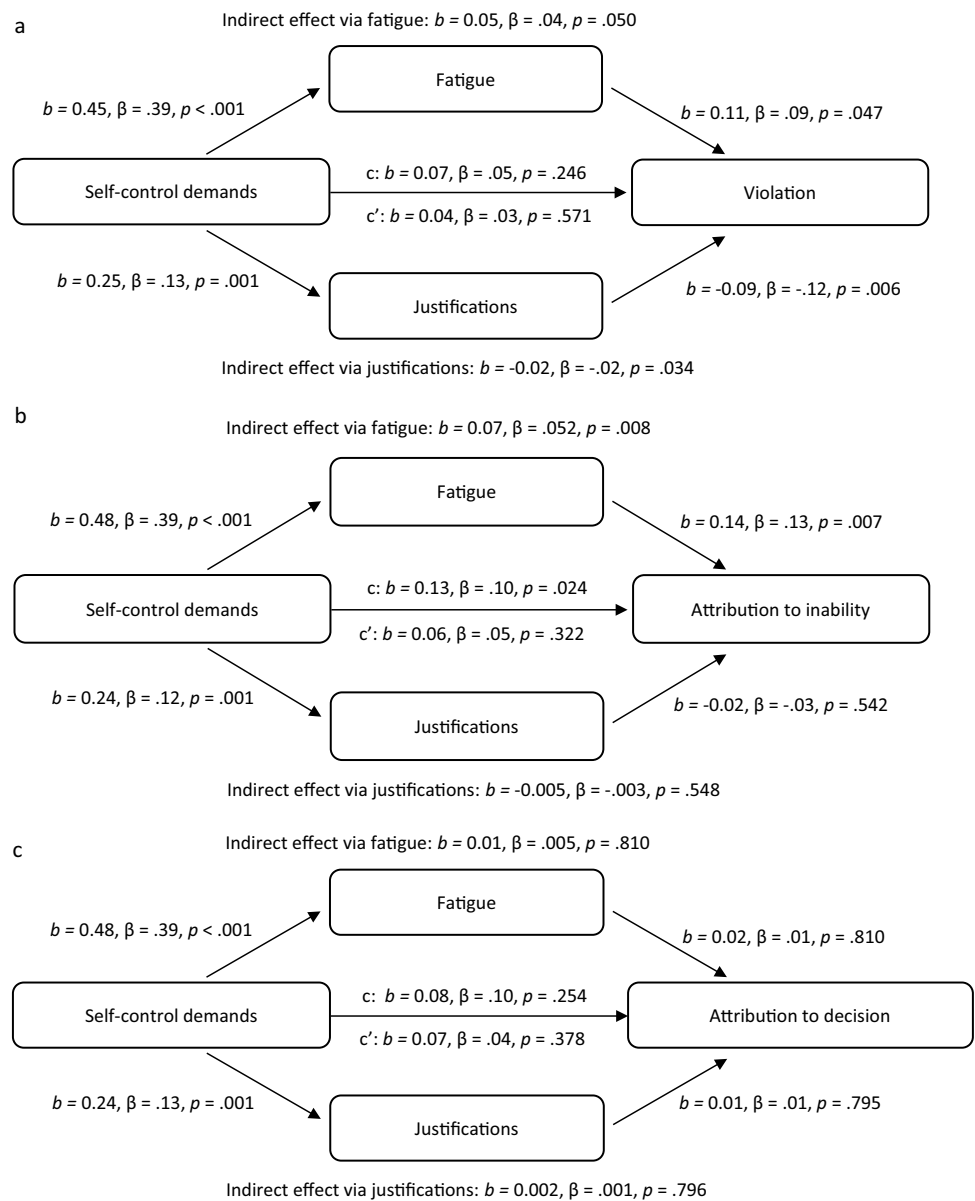 a
Indirect effect via fatigue: b = 0.05, β = .04, p = .050
Fatigue
b = 0.45, β = .39, p < .001
b = 0.11, β = .09, p = .047
Self-control demands
c: b = 0.07, β = .05, p = .246
c’: b = 0.04, β = .03, p = .571
Violation
b = 0.25, β = .13, p = .001
b = -0.09, β = -.12, p = .006
Justifications
Indirect effect via justifications: b = -0.02, β = -.02, p = .034
b
Indirect effect via fatigue: b = 0.07, β = .052, p = .008
Fatigue
b = 0.48, β = .39, p < .001
b = 0.14, β = .13, p = .007
Self-control demands
c: b = 0.13, β = .10, p = .024
c’: b = 0.06, β = .05, p = .322
Attribution to inability
b = 0.24, β = .12, p = .001
b = -0.02, β = -.03, p = .542
Justifications
Indirect effect via justifications: b = -0.005, β = -.003, p = .548
c
Indirect effect via fatigue: b = 0.01, β = .005, p = .810
Fatigue
b = 0.48, β = .39, p < .001
b = 0.02, β = .01, p = .810
Self-control demands
c: b = 0.08, β = .10, p = .254
c’: b = 0.07, β = .04, p = .378
Attribution to decision
b = 0.24, β = .13, p = .001
b = 0.01, β = .01, p = .795
Justifications
Indirect effect via justifications: b = 0.002, β = .001, p = .796